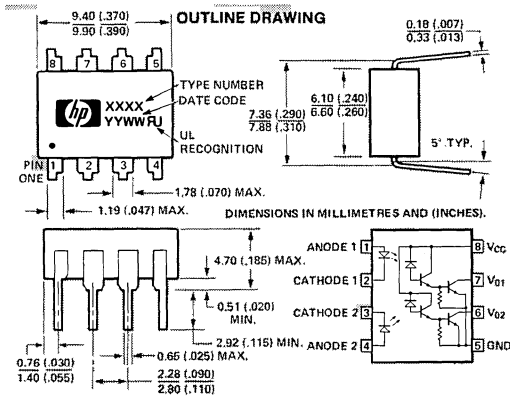 OUTLINE DRAWING
9.40 (.370)
9.90 (.390)
8 7 6 5
hp
XXXX
YYWW RU
TYPE NUMBER
DATE CODE
UL
RECOGNITION
PIN
ONE
1 2 3 4
1.78 (.070) MAX.
1.19 (.047) MAX.
0.18 (.007)
0.33 (.013)
7.36 (.290)
7.88 (.310)
6.10 (.240)
6.60 (.260)
5° TYP.
DIMENSIONS IN MILLIMETRES AND (INCHES).
4.70 (.185) MAX.
0.51 (.020)
MIN.
2.92 (.115) MIN.
0.76 (.030)
1.40 (.055)
0.65 (.025) MAX.
2.28 (.090)
2.80 (.110)
ANODE 1 1
CATHODE 1 2
CATHODE 2 3
ANODE 2 4
8 VCC
7 V01
6 V02
5 GND